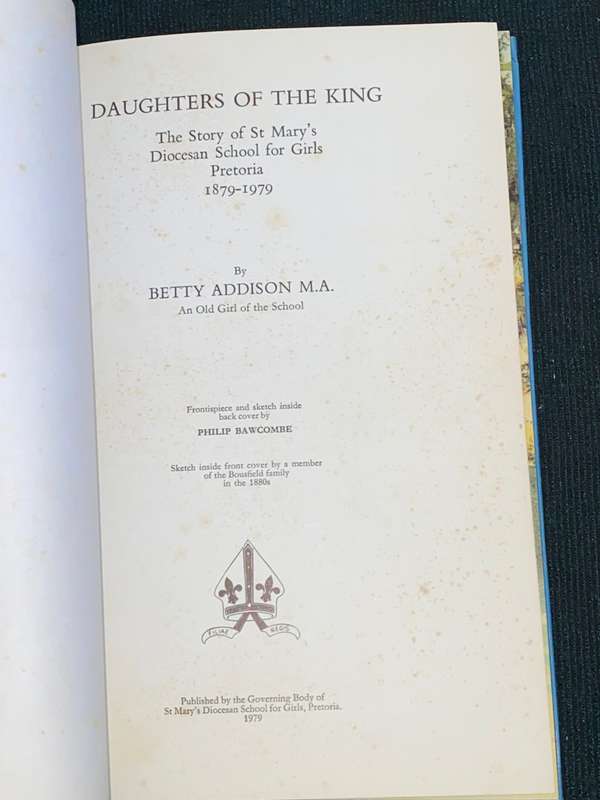 DAUGHTERS OF THE KING
The Story of St Mary's
Diocesan School for Girls
Pretoria
1879-1979
By
BETTY ADDISON M.A.
An Old Girl of the School
Frontispiece and sketch inside
back cover by
PHILIP BAWCOMBE
Sketch inside front cover by a member
of the Bousfield family
in the 1880s
FILIAE REGIS
Published by the Governing Body of
St Mary's Diocesan School for Girls, Pretoria.
1979